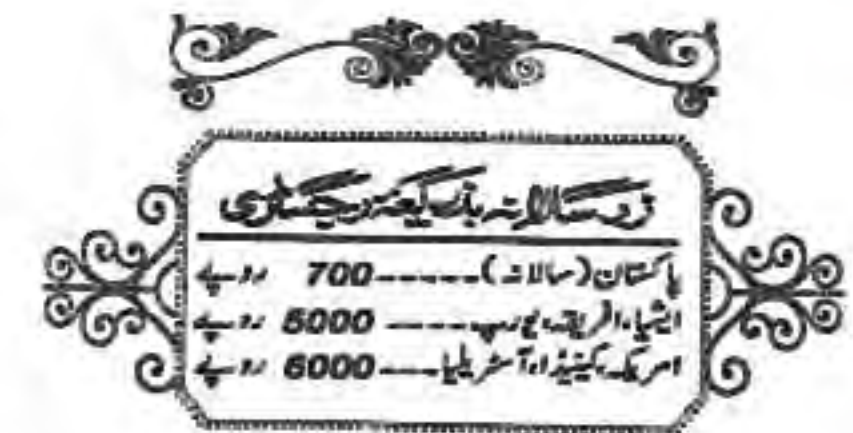 زرِ سالانہ بذریعہ رجسٹری
پاکستان (سالانہ) ------ 700 روپے
ایشیا، افریقہ، یورپ ------ 5000 روپے
امریکہ، کینیڈا، آسٹریلیا ---- 6000 روپے